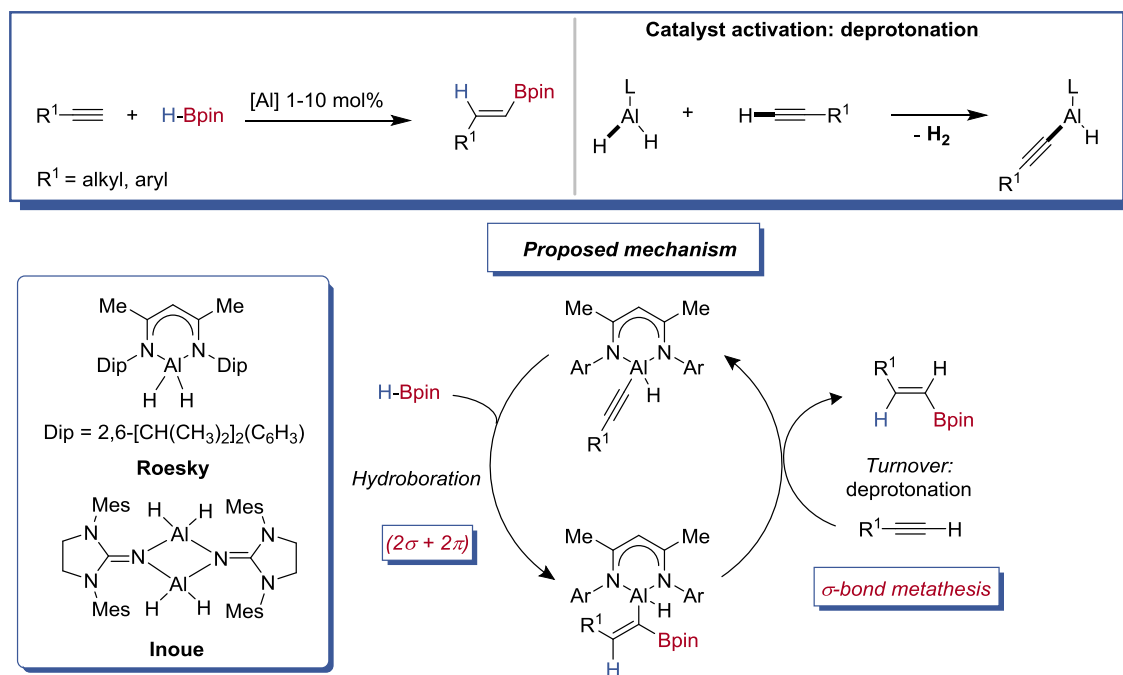 Catalyst activation: deprotonation
R1 + H-Bpin [Al] 1-10 mol% H Bpin R1
R1 = alkyl, aryl
L Al H H + H R1 - H2 L Al H R1
Proposed mechanism
Me Me
N N
Dip Al Dip
H H
Dip = 2,6-[CH(CH3)2]2(C6H3)
Roesky
Mes H H Mes
N Al N
N N
N Al N
Mes H H Mes
Inoue
Me Me
N N
Ar Al Ar
H
R1
H-Bpin
Hydroboration
(2σ + 2π)
Me Me
N N
Ar Al Ar
H
R1 Bpin
H
R1 H
H Bpin
Turnover:
deprotonation
R1 H
σ-bond metathesis